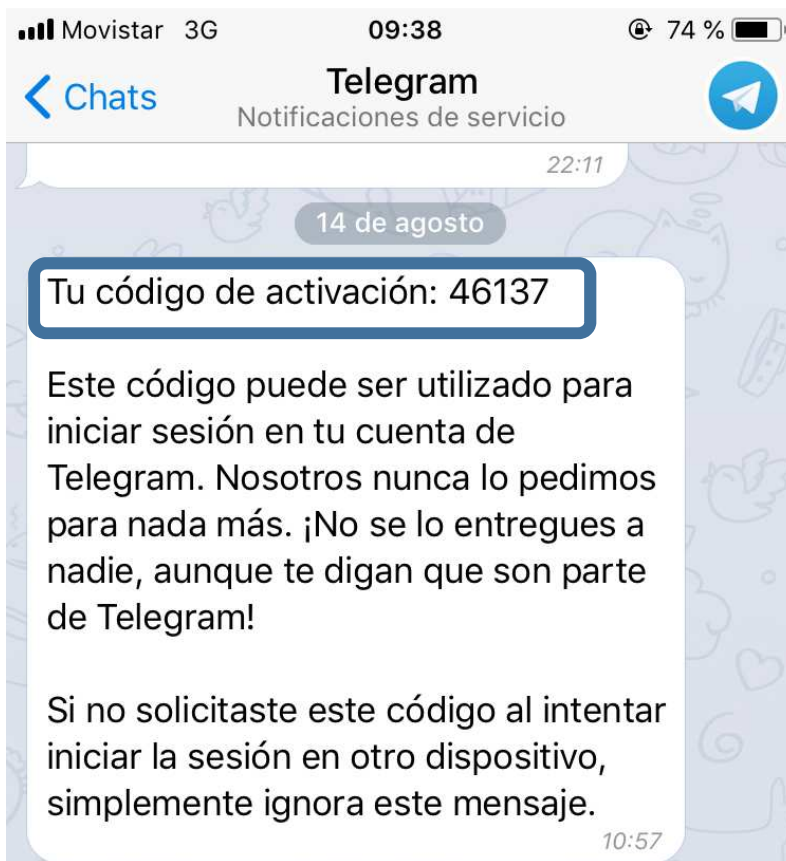 Movistar 3G 09:38 74 %
Chats Telegram
Notificaciones de servicio
22:11
14 de agosto
Tu código de activación: 46137
Este código puede ser utilizado para
iniciar sesión en tu cuenta de
Telegram. Nosotros nunca lo pedimos
para nada más. ¡No se lo entregues a
nadie, aunque te digan que son parte
de Telegram!
Si no solicitaste este código al intentar
iniciar la sesión en otro dispositivo,
simplemente ignora este mensaje.
10:57